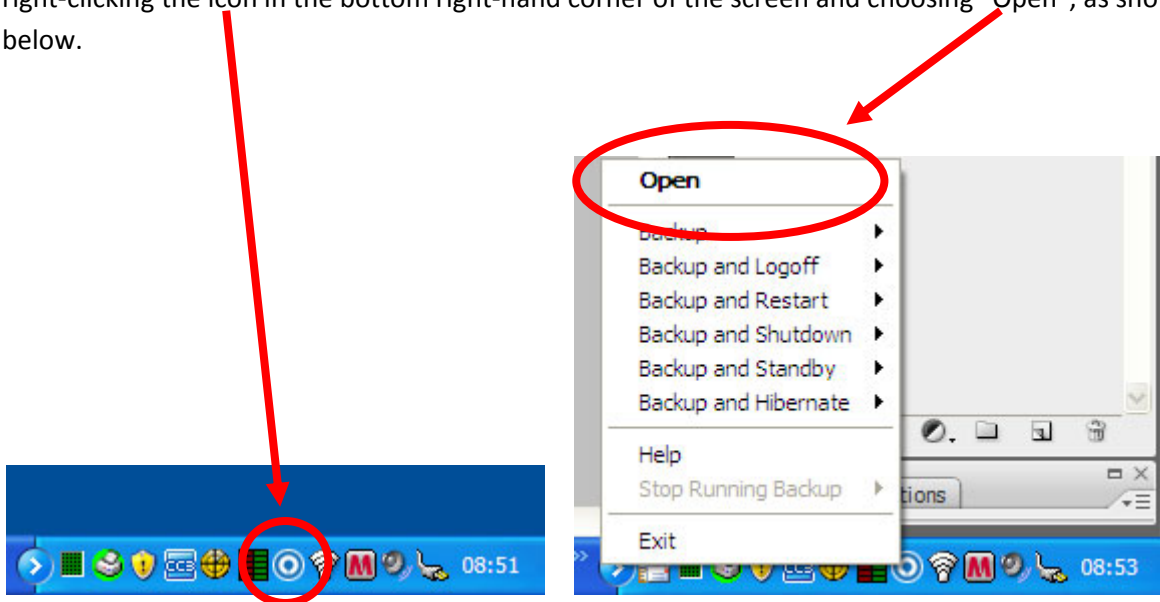 right-clicking the icon in the bottom right-hand corner of the screen and choosing "Open", as sho
below.
Open
Backup
Backup and Logoff
Backup and Restart
Backup and Shutdown
Backup and Standby
Backup and Hibernate
Help
Stop Running Backup
tions
Exit
CCE
M
08:51
M
08:53